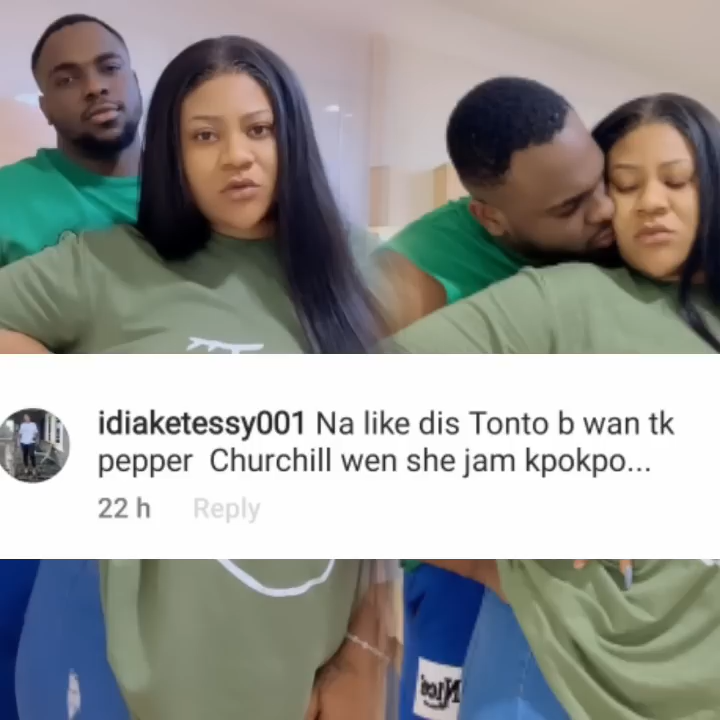 idiaketessy001 Na like dis Tonto b wan tk
pepper Churchill wen she jam kpokpo...
22 h Reply